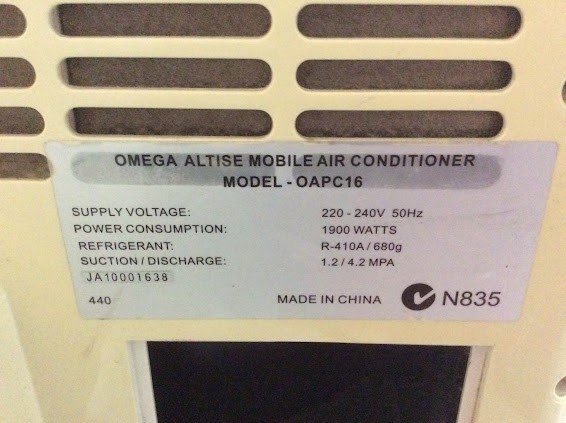 OMEGA ALTISE MOBILE AIR CONDITIONER
MODEL - OAPC16
SUPPLY VOLTAGE: 220 - 240V 50Hz
POWER CONSUMPTION: 1900 WATTS
REFRIGERANT: R-410A / 680g
SUCTION / DISCHARGE: 1.2 / 4.2 MPA
JA10001638
440 MADE IN CHINA N835